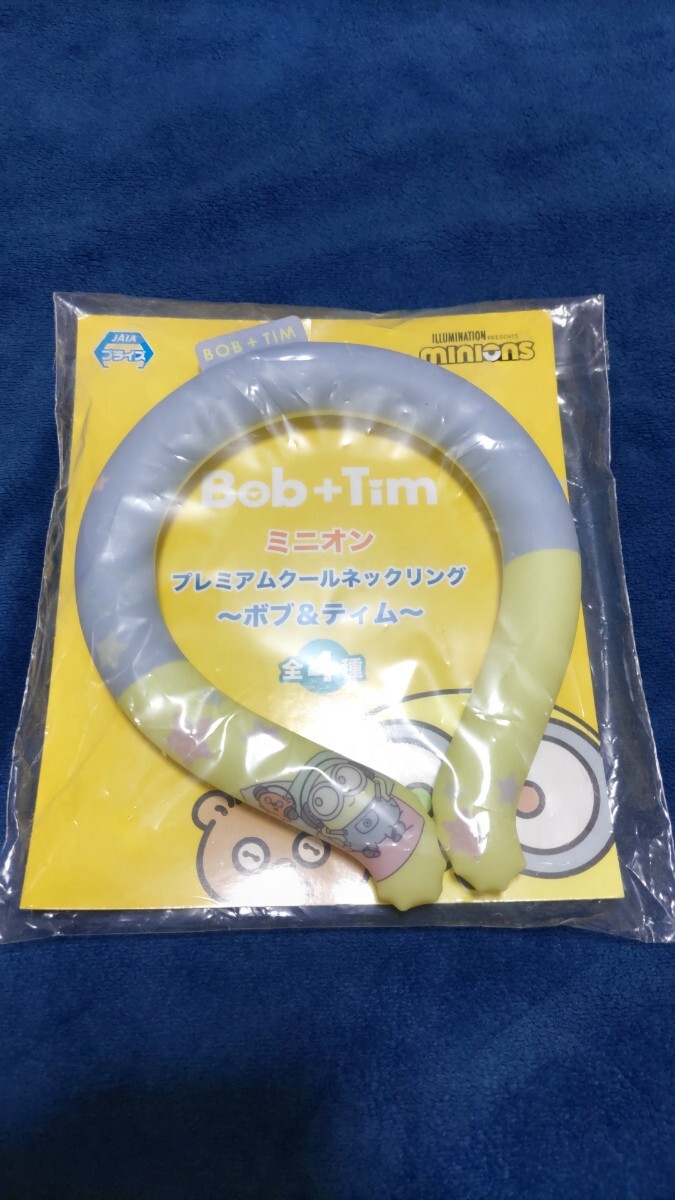 JAIA
プライズ
BOB + TIM
ILLUMINATION PRESENTS
minions
Bob+Tim
ミニオン
プレミアムクールネックリング
～ボブ&ティム～
全4種